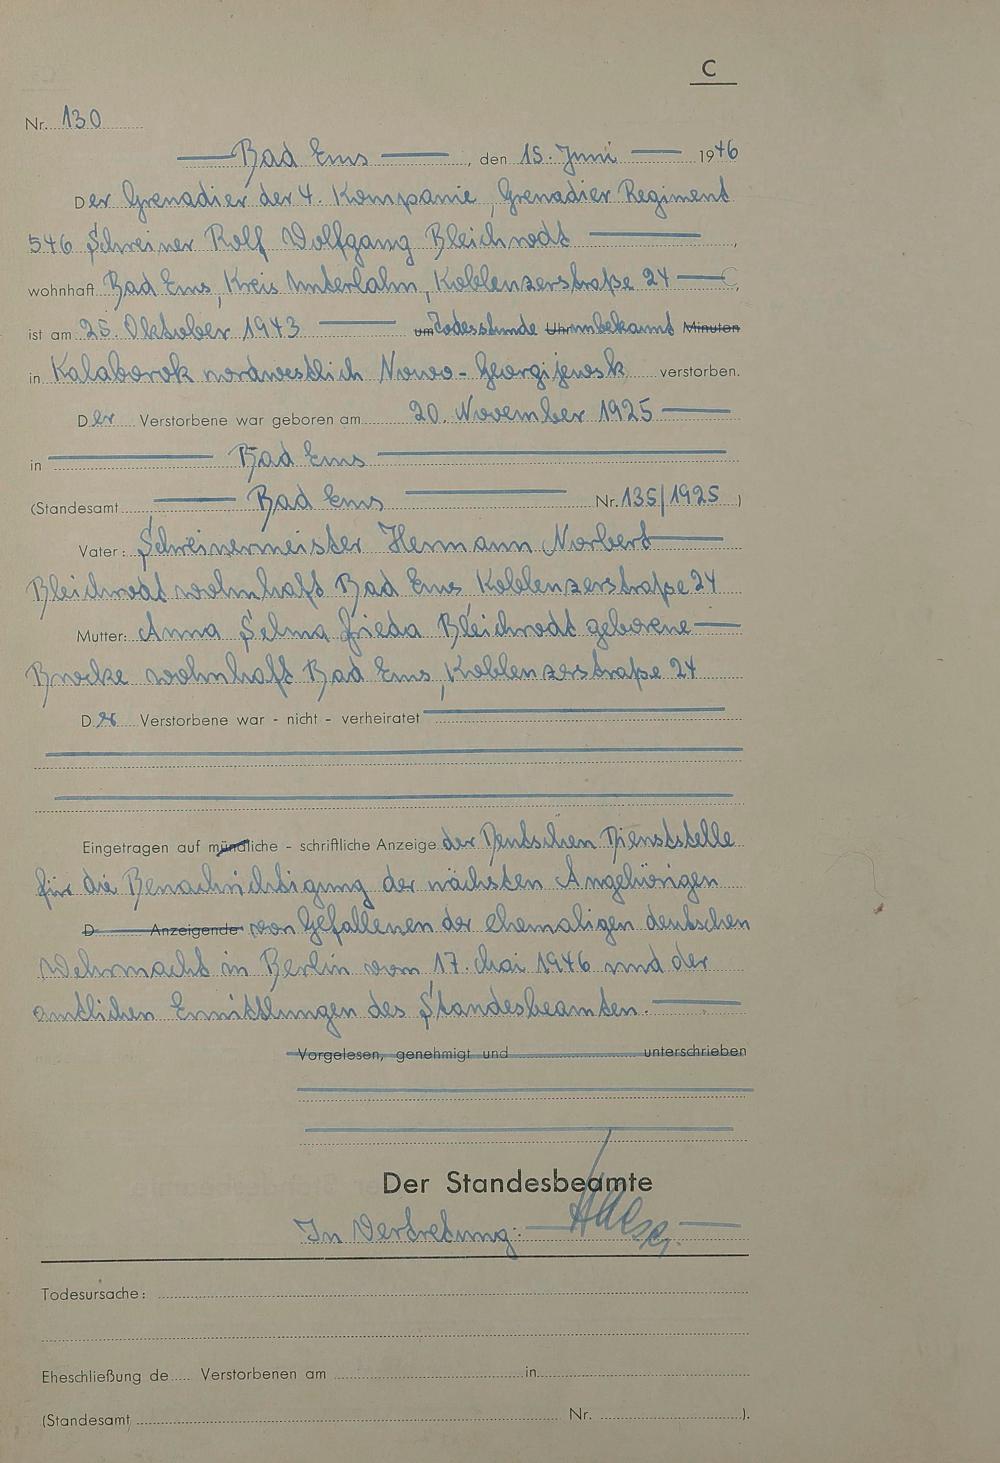 C
Nr. 130
Bad Ems, den 15. Juni 1946
Der Grenadier der 4. Kompanie, Grenadier Regiment
546 Schreiner Rolf Wolfgang Bleichrodt,
wohnhaft Bad Ems, Kreis Unterlahn, Koblenzerstraße 24,
ist am 25. Oktober 1943 um Todesstunde Uhr unbekannt Minuten
in Kalaborok nordwestlich Nowo-Georgijewsk verstorben.
Der Verstorbene war geboren am 20. November 1925
in Bad Ems
(Standesamt Bad Ems Nr. 135/1925)
Vater: Schreinermeister Hermann Norbert
Bleichrodt wohnhaft Bad Ems Koblenzerstraße 24
Mutter: Anna Selma Frieda Bleichrodt geborene
wohnhaft Bad Ems, Koblenzerstraße 24
Der Verstorbene war - nicht - verheiratet
Eingetragen auf mündliche - schriftliche Anzeige der Deutschen Dienststelle
für die Benachrichtigung der nächsten Angehörigen
D Anzeigende von Gefallenen der ehemaligen deutschen
Wehrmacht in Berlin vom 17. Mai 1946 und der
amtlichen Ermittlungen des Standesbeamten.
Vorgelesen, genehmigt und unterschrieben
Der Standesbeamte
In Vertretung:
Todesursache:
Eheschließung de Verstorbenen am in
(Standesamt Nr. ).